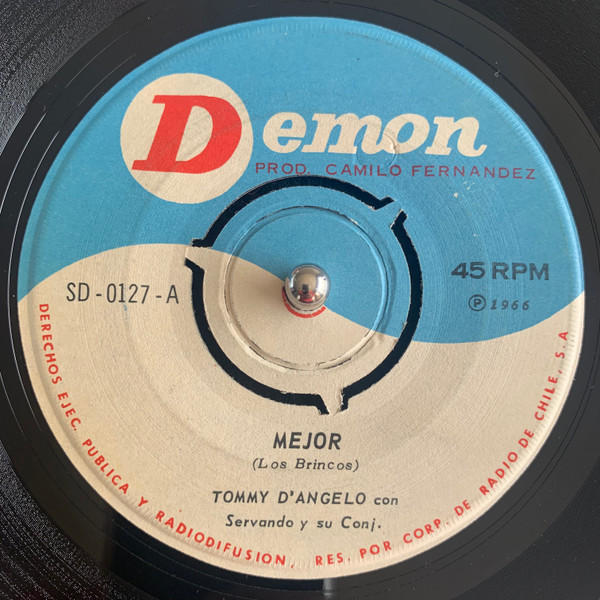 Demon
PROD. CAMILO FERNANDEZ
SD-0127-A
45 RPM
℗ 1966
MEJOR
(Los Brincos)
TOMMY D'ANGELO con
Servando y su Conj.
DERECHOS EJEC. PUBLICA Y RADIODIFUSION, RES. POR CORP. DE RADIO DE CHILE, S.A